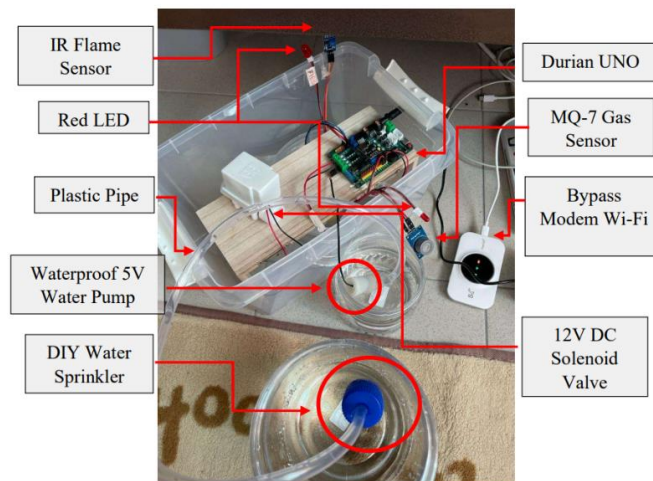 IR Flame
Sensor
Red LED
Plastic Pipe
Waterproof 5V
Water Pump
DIY Water
Sprinkler
Durian UNO
MQ-7 Gas
Sensor
Bypass
Modem Wi-Fi
12V DC
Solenoid
Valve